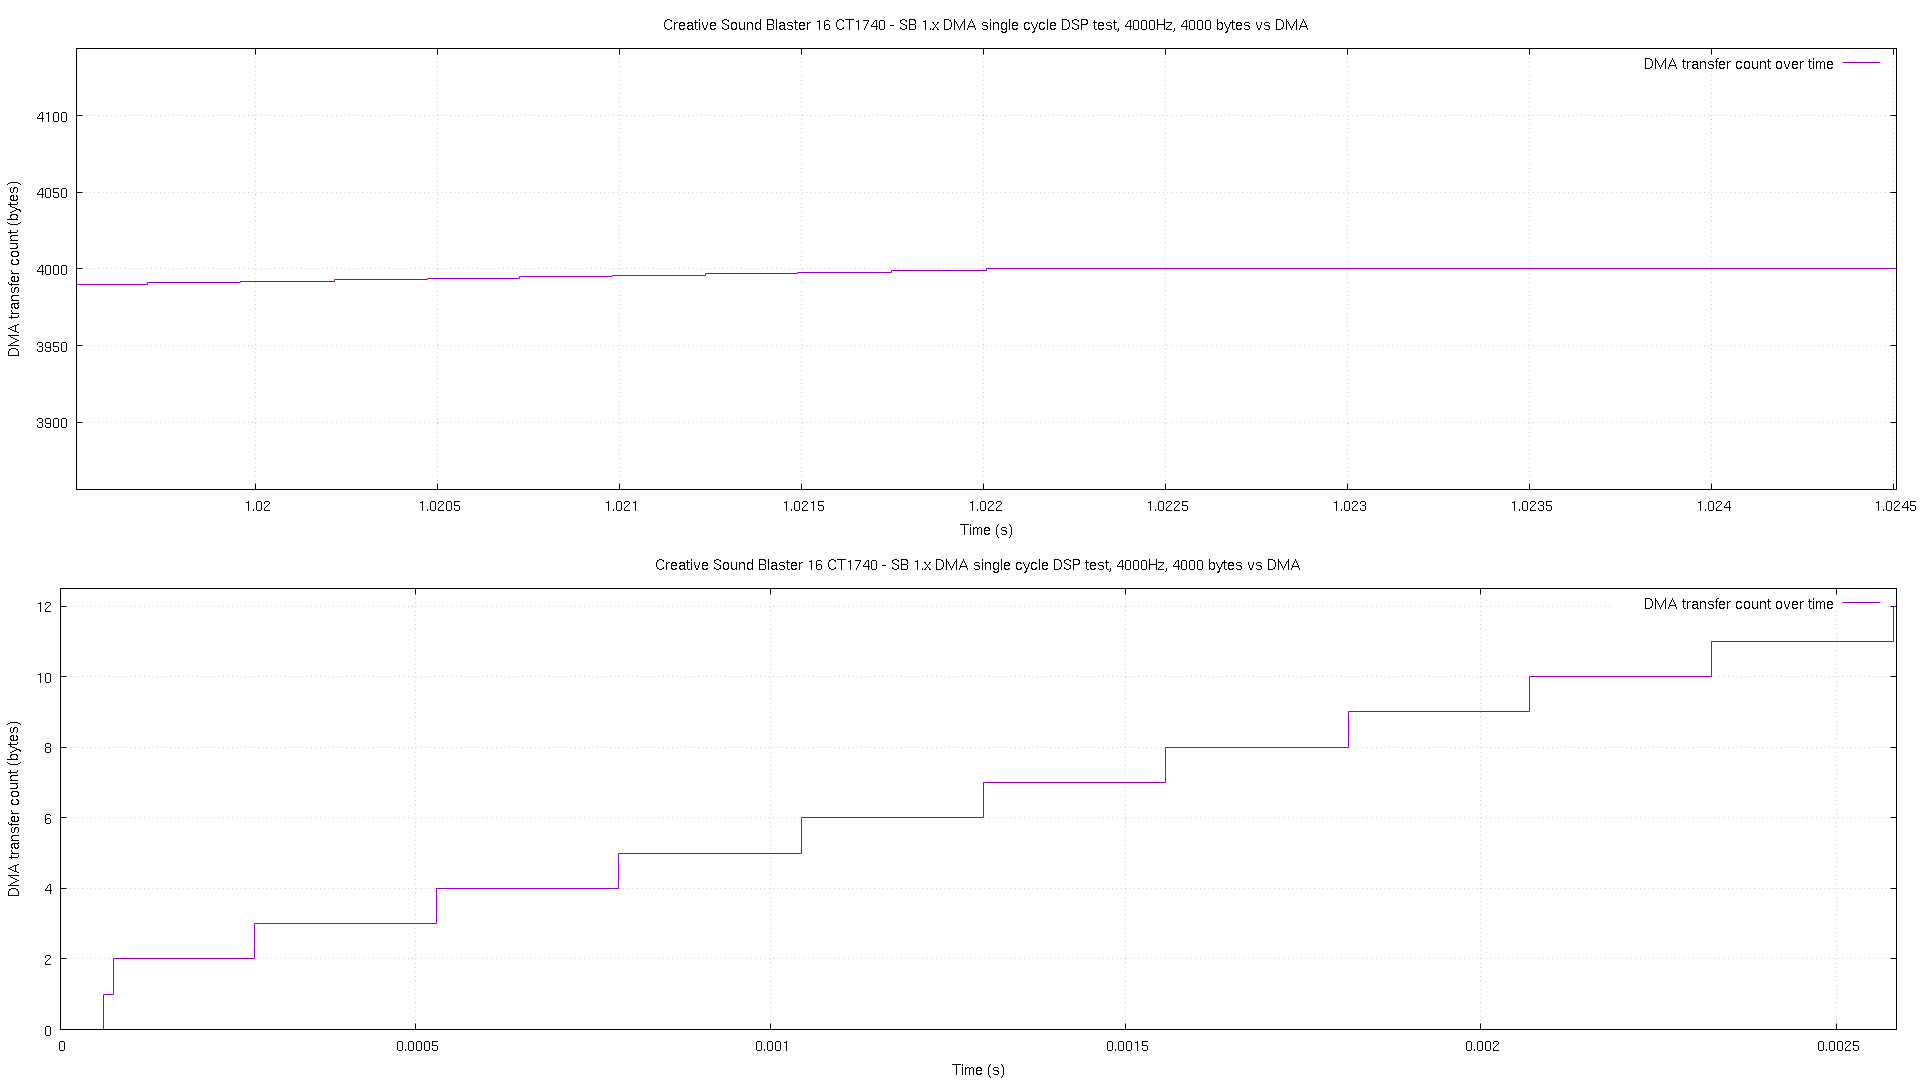 Creative Sound Blaster 16 CT1740 - SB 1.x DMA single cycle DSP test, 4000Hz, 4000 bytes vs DMA
DMA transfer count over time
4100
4050
4000
3950
3900
DMA transfer count (bytes)
1.02 1.0205 1.021 1.0215 1.022 1.0225 1.023 1.0235 1.024 1.0245
Time (s)
Creative Sound Blaster 16 CT1740 - SB 1.x DMA single cycle DSP test, 4000Hz, 4000 bytes vs DMA
DMA transfer count over time
12
10
8
6
4
2
0
DMA transfer count (bytes)
0 0.0005 0.001 0.0015 0.002 0.0025
Time (s)